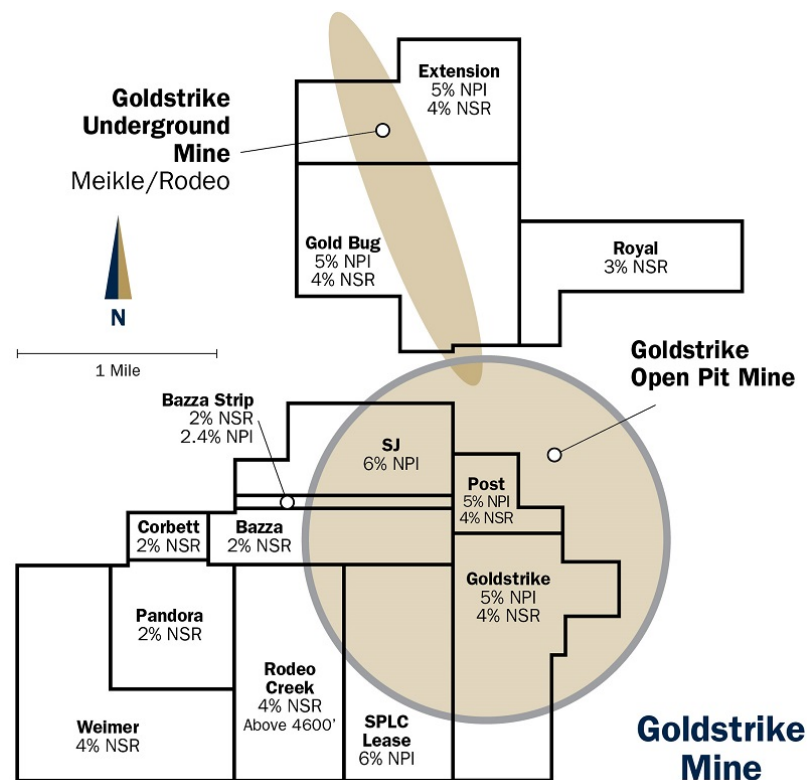 Extension
5% NPI
4% NSR
Goldstrike
Underground
Mine
Meikle/Rodeo
Gold Bug
5% NPI
4% NSR
Royal
3% NSR
N
1 Mile
Goldstrike
Open Pit Mine
Bazza Strip
2% NSR
2.4% NPI
SJ
6% NPI
Post
5% NPI
4% NSR
Corbett
2% NSR
Bazza
2% NSR
Goldstrike
5% NPI
4% NSR
Pandora
2% NSR
Rodeo
Creek
4% NSR
Above 4600'
Weimer
4% NSR
SPLC
Lease
6% NPI
Goldstrike
Mine